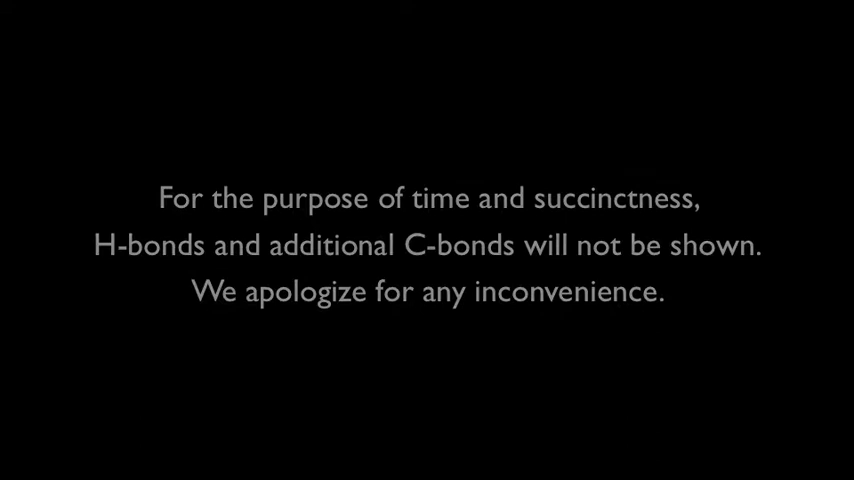 For the purpose of time and succinctness,
H-bonds and additional C-bonds will not be shown.
We apologize for any inconvenience.